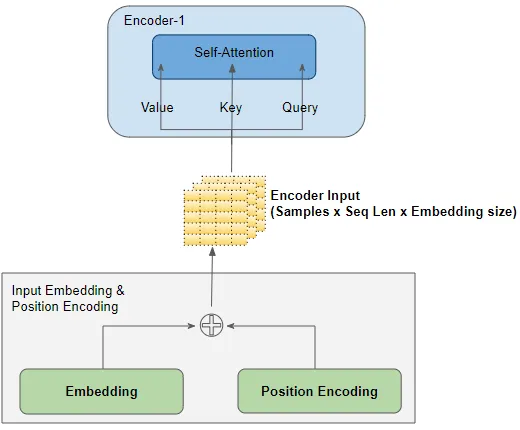 Encoder-1
Self-Attention
Value Key Query
Encoder Input
(Samples x Seq Len x Embedding size)
Input Embedding &
Position Encoding
Embedding Position Encoding